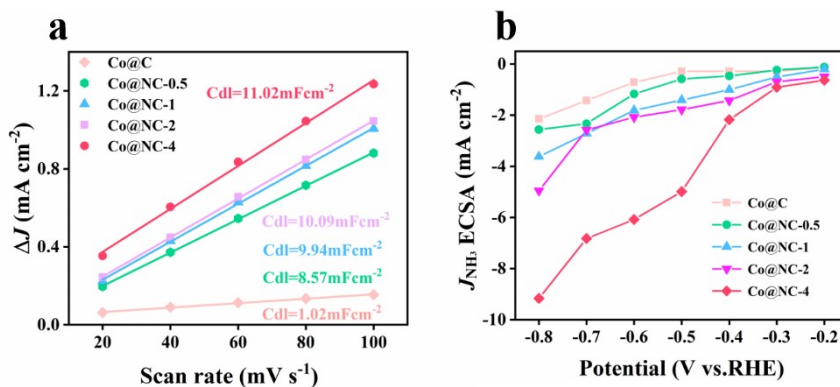 a
Co@C
Co@NC-0.5
Co@NC-1
Co@NC-2
Co@NC-4
Cdl=11.02mFcm⁻²
Cdl=10.09mFcm⁻²
Cdl=9.94mFcm⁻²
Cdl=8.57mFcm⁻²
Cdl=1.02mFcm⁻²
ΔJ (mA cm⁻²)
1.2
0.8
0.4
0.0
20 40 60 80 100
Scan rate (mV s⁻¹)
b
J_NH₃ ECSA (mA cm⁻²)
0
-2
-4
-6
-8
-10
Co@C
Co@NC-0.5
Co@NC-1
Co@NC-2
Co@NC-4
-0.8 -0.7 -0.6 -0.5 -0.4 -0.3 -0.2
Potential (V vs.RHE)